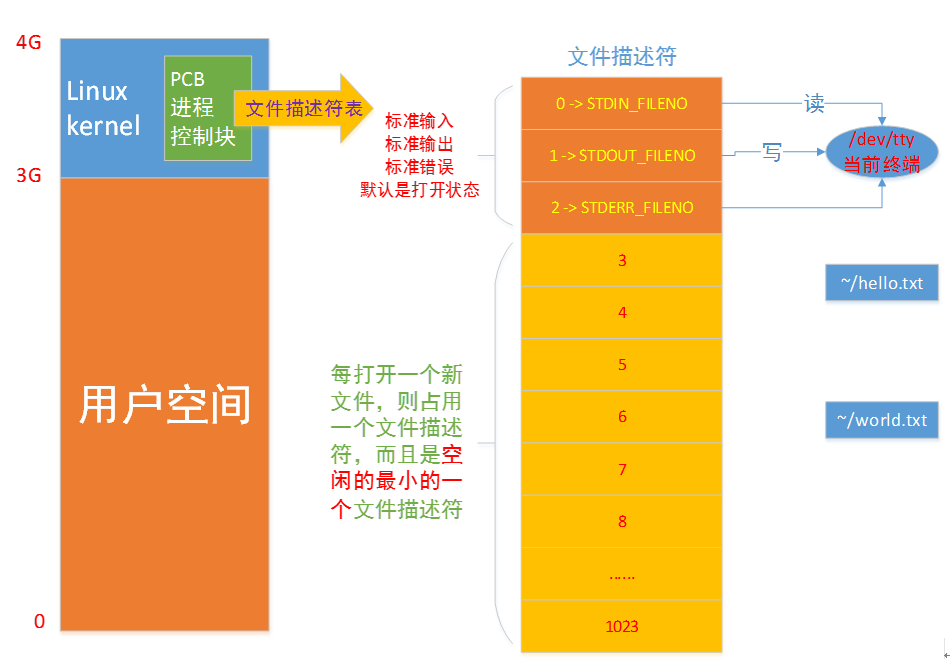 4G
3G
0
Linux
kernel
PCB
进程
控制块
文件描述符表
用户空间
标准输入
标准输出
标准错误
默认是打开状态
每打开一个新
文件，则占用
一个文件描述
符，而且是空
闲的最小的一
个文件描述符
文件描述符
0 -> STDIN_FILENO
1 -> STDOUT_FILENO
2 -> STDERR_FILENO
3
4
5
6
7
8
......
1023
读
写
/dev/tty
当前终端
~/hello.txt
~/world.txt